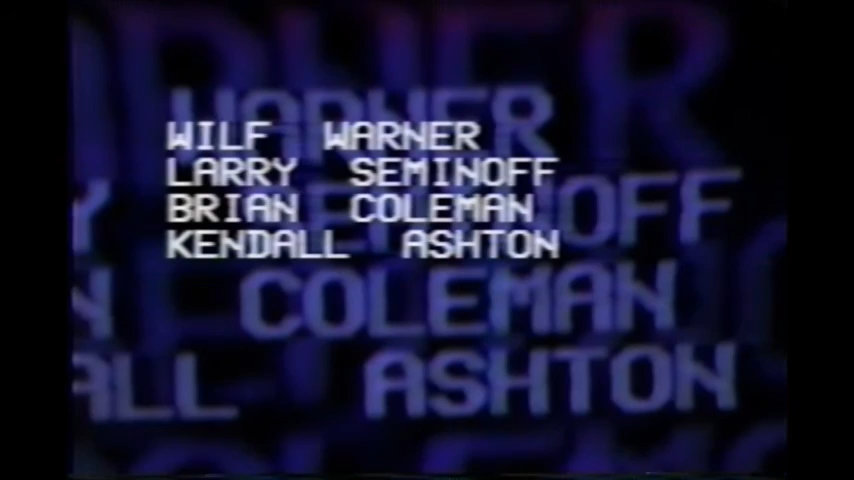 WILF WARNER
LARRY SEMINOFF
BRIAN COLEMAN
KENDALL ASHTON